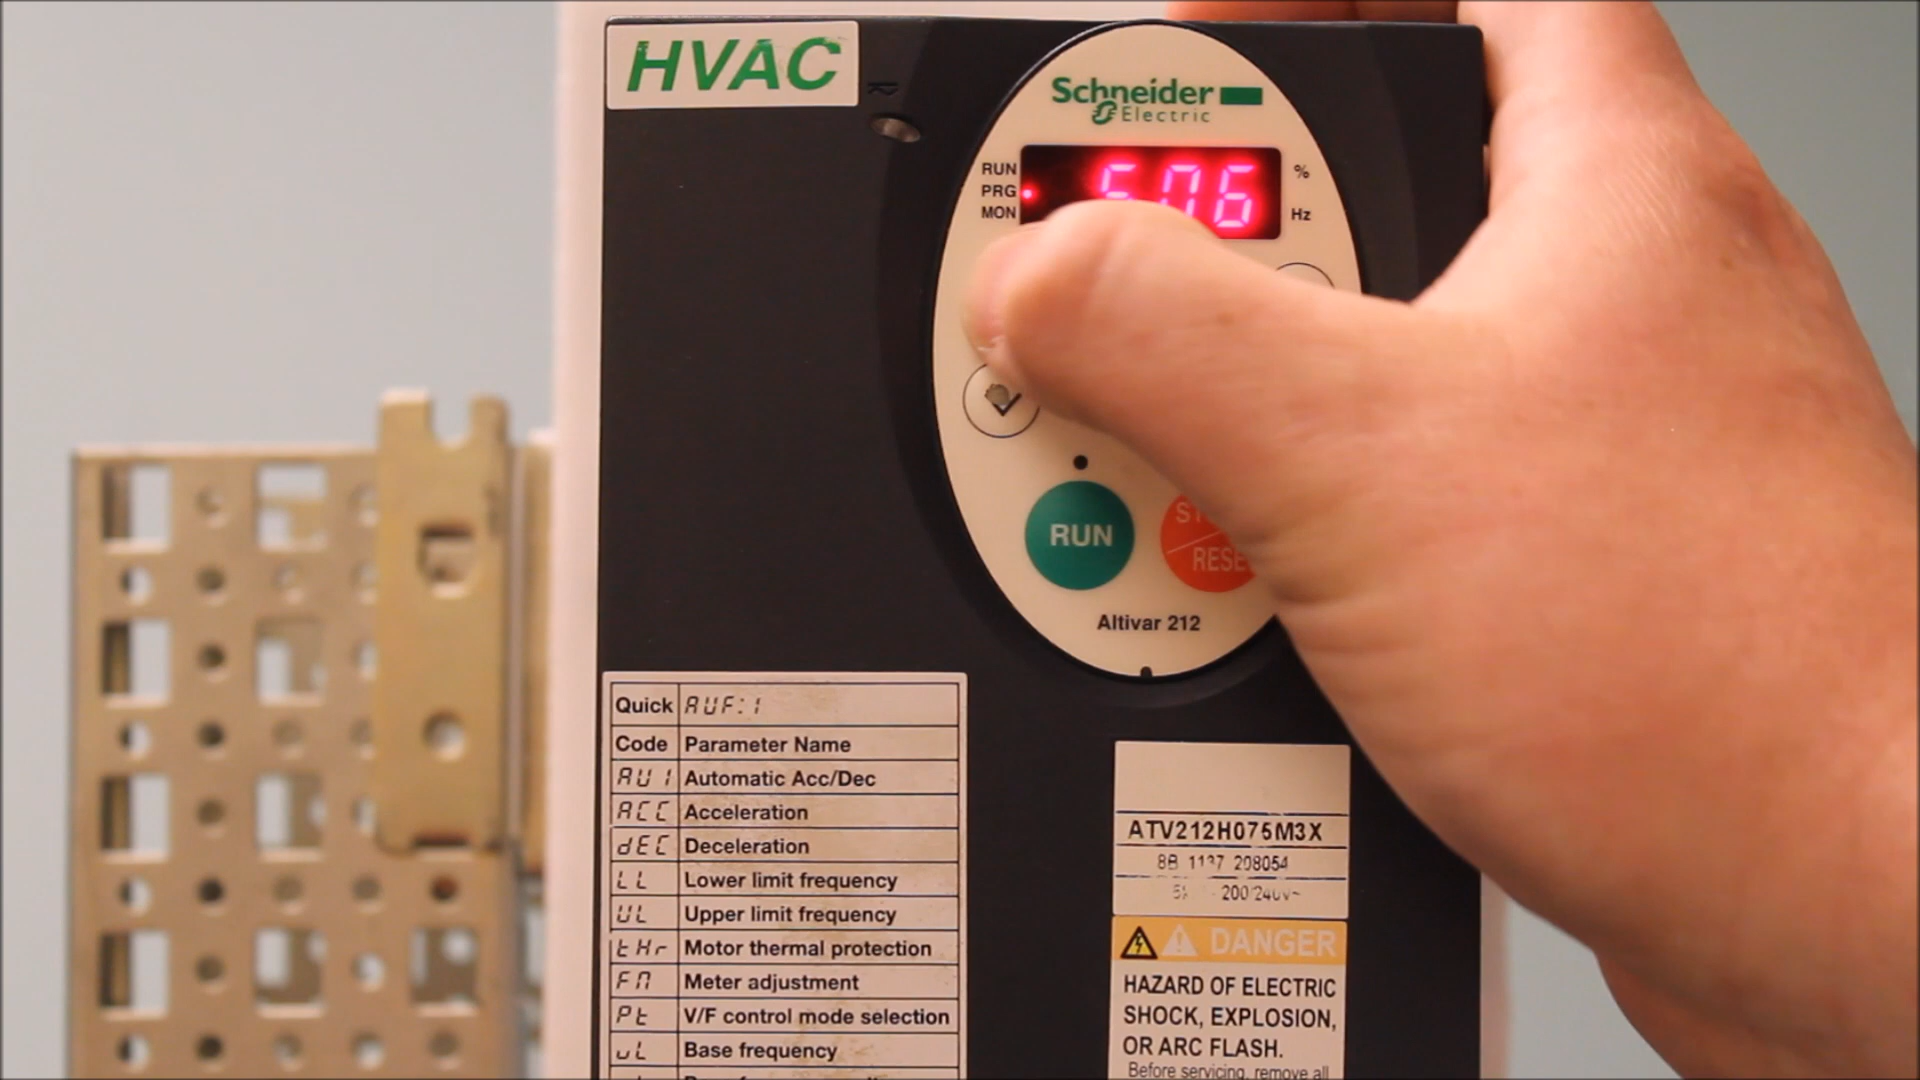 HVAC
Schneider
Electric
RUN
PRG
MON
%
Hz
RUN
RESE
Altivar 212
Quick AUF:1
Code Parameter Name
AU1 Automatic Acc/Dec
ACC Acceleration
dEC Deceleration
LL Lower limit frequency
UL Upper limit frequency
tHr Motor thermal protection
FM Meter adjustment
Pt V/F control mode selection
uL Base frequency
ATV212H075M3X
8B 1137 298054
200/240V~
DANGER
HAZARD OF ELECTRIC
SHOCK, EXPLOSION,
OR ARC FLASH.
Before servicing, remove all